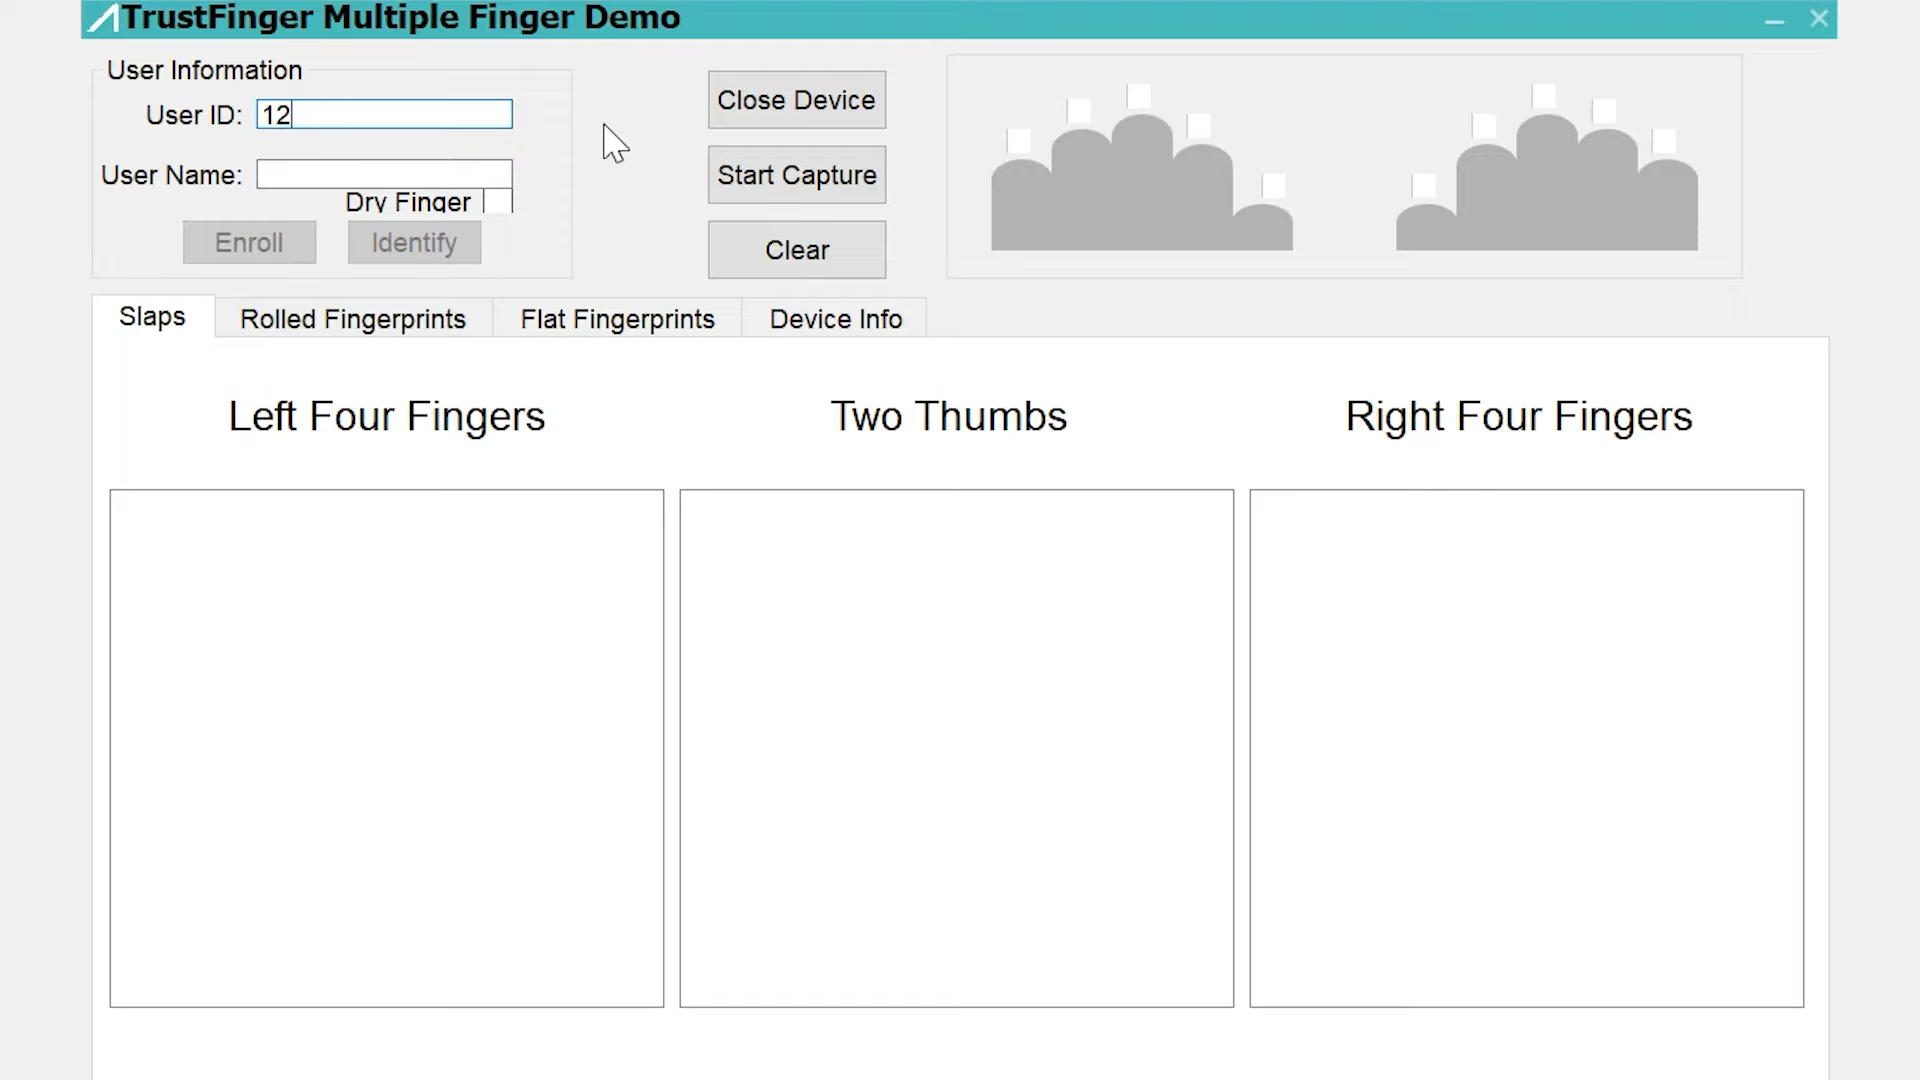 TrustFinger Multiple Finger Demo
User Information
User ID: 12
User Name:
Dry Finger
Enroll
Identify
Close Device
Start Capture
Clear
Slaps
Rolled Fingerprints
Flat Fingerprints
Device Info
Left Four Fingers
Two Thumbs
Right Four Fingers